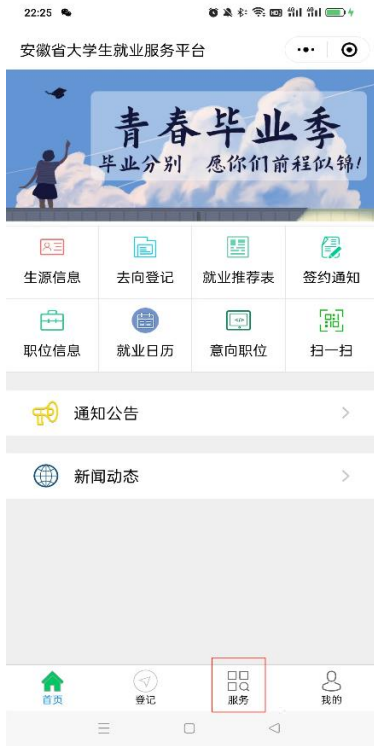 22:25
安徽省大学生就业服务平台
青春毕业季
毕业分别 愿你们前程似锦!
生源信息 去向登记 就业推荐表 签约通知
职位信息 就业日历 意向职位 扫一扫
通知公告
新闻动态
首页 登记 服务 我的